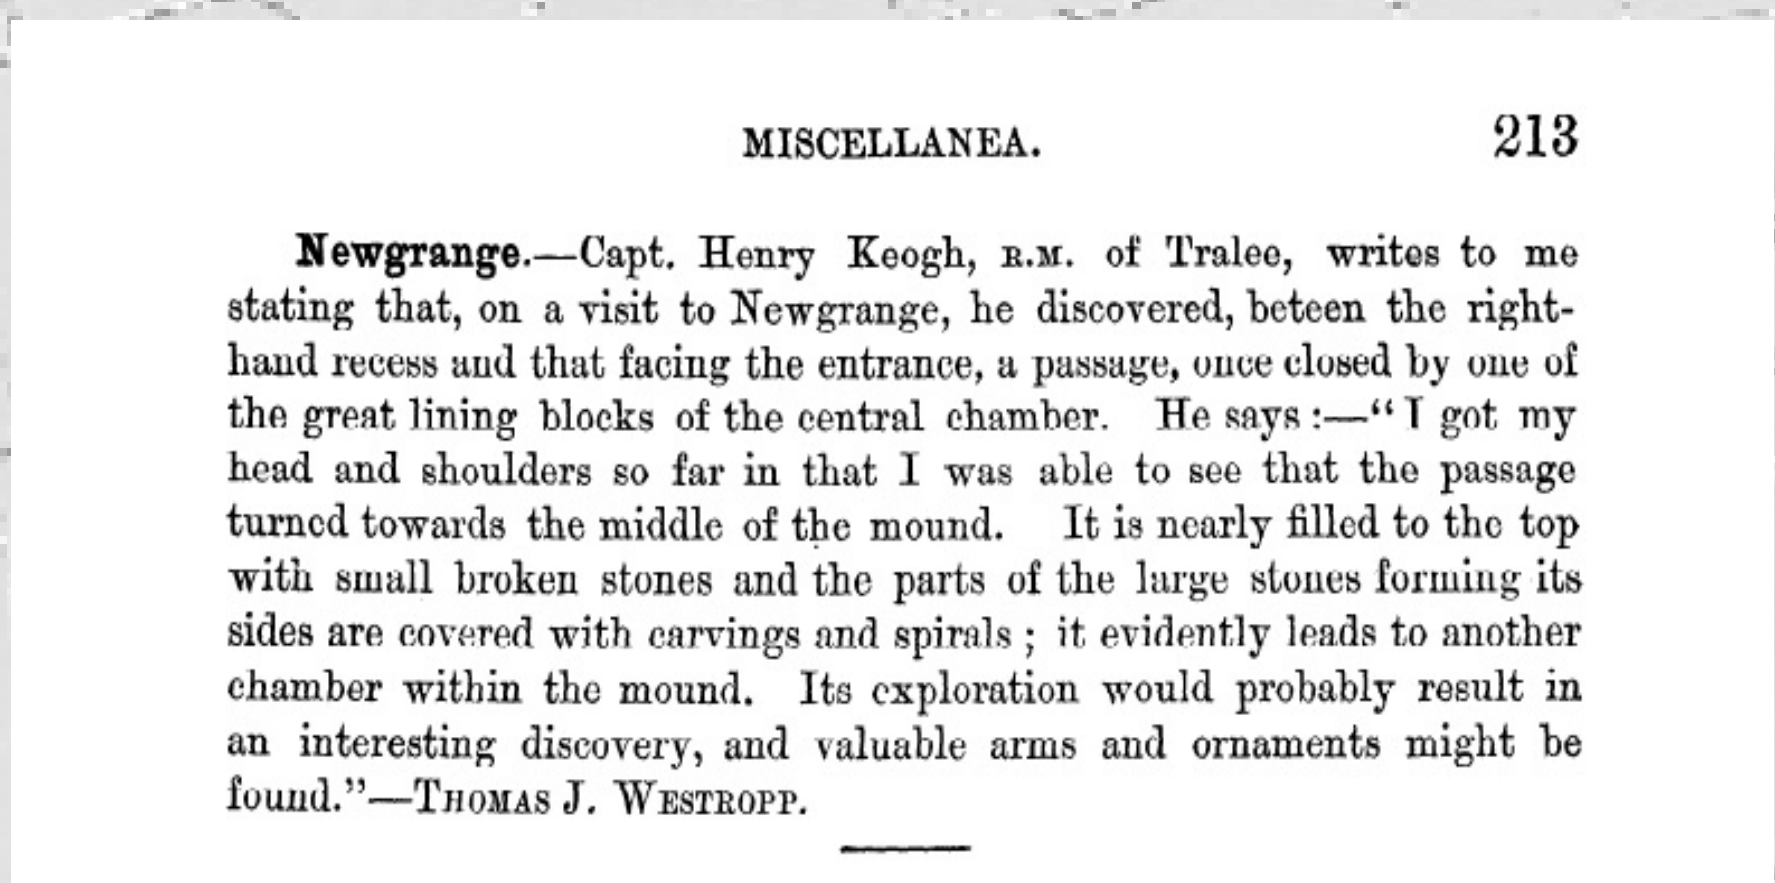 MISCELLANEA. 213
Newgrange.—Capt. Henry Keogh, R.M. of Tralee, writes to me
stating that, on a visit to Newgrange, he discovered, beteen the right-
hand recess and that facing the entrance, a passage, once closed by one of
the great lining blocks of the central chamber. He says :—“I got my
head and shoulders so far in that I was able to see that the passage
turned towards the middle of the mound. It is nearly filled to the top
with small broken stones and the parts of the large stones forming its
sides are covered with carvings and spirals ; it evidently leads to another
chamber within the mound. Its exploration would probably result in
an interesting discovery, and valuable arms and ornaments might be
found.”—THOMAS J. WESTROPP.